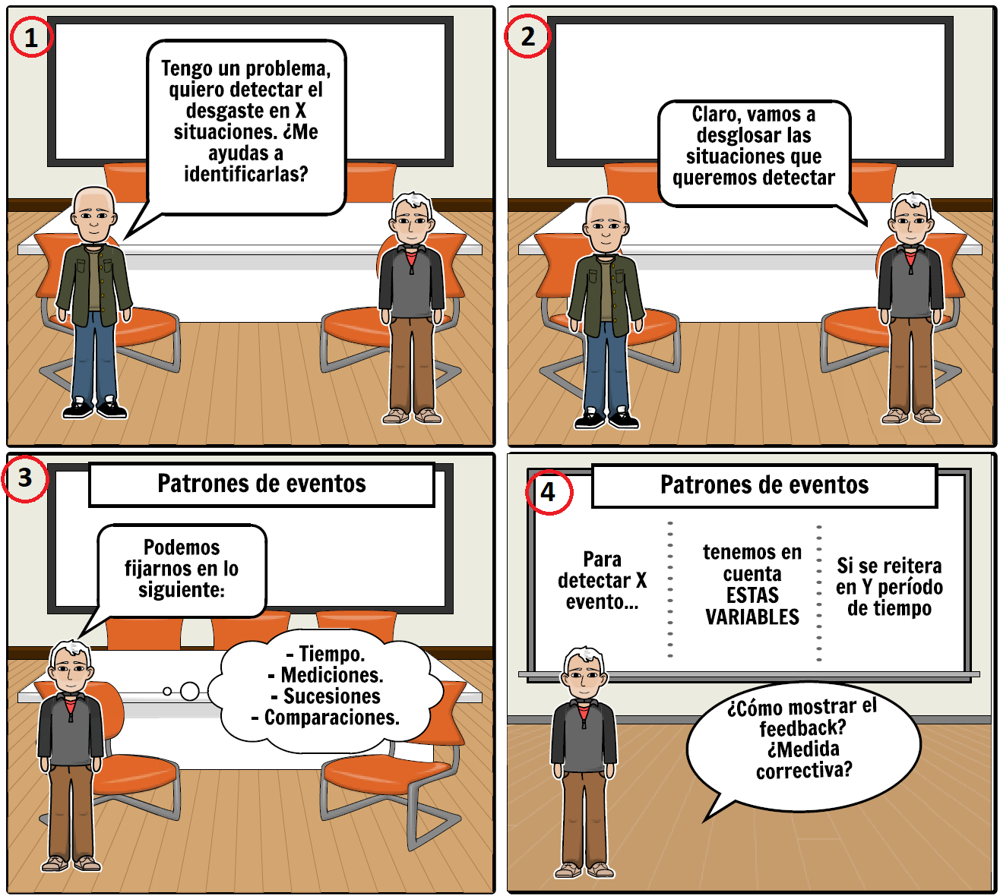 1
Tengo un problema,
quiero detectar el
desgaste en X
situaciones. ¿Me
ayudas a
identificarlas?
2
Claro, vamos a
desglosar las
situaciones que
queremos detectar
3
Patrones de eventos
Podemos
fijarnos en lo
siguiente:
- Tiempo.
- Mediciones.
- Sucesiones
- Comparaciones.
4
Patrones de eventos
Para
detectar X
evento...
tenemos en
cuenta
ESTAS
VARIABLES
Si se reitera
en Y período
de tiempo
¿Cómo mostrar el
feedback?
¿Medida
correctiva?